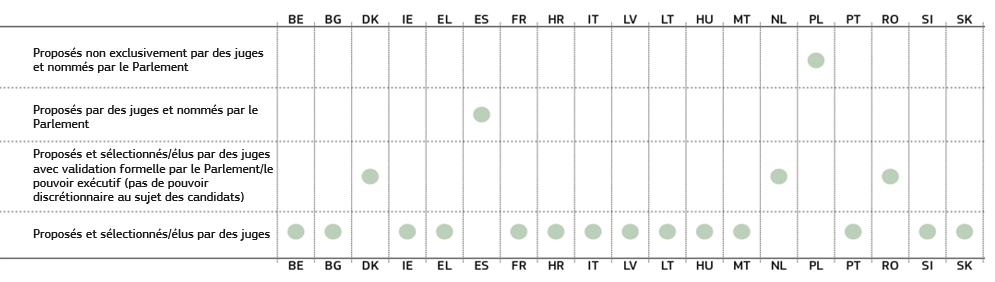 BE BG DK IE EL ES FR HR IT LV LT HU MT NL PL PT RO SI SK
Proposés non exclusivement par des juges
et nommés par le Parlement
Proposés par des juges et nommés par le
Parlement
Proposés et sélectionnés/élus par des juges
avec validation formelle par le Parlement/le
pouvoir exécutif (pas de pouvoir
discrétionnaire au sujet des candidats)
Proposés et sélectionnés/élus par des juges
BE BG DK IE EL ES FR HR IT LV LT HU MT NL PL PT RO SI SK